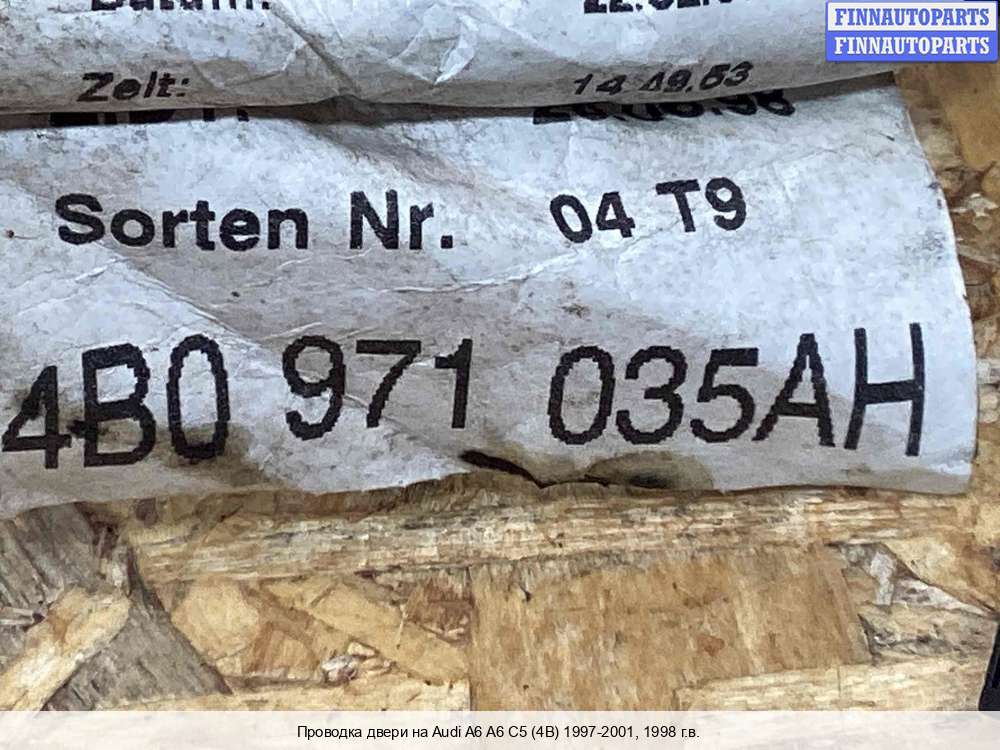 FINNAUTOPARTS
FINNAUTOPARTS
Datum:
Zeit: 14 49.53
Sorten Nr. 04 T9
4B0 971 035AH
Проводка двери на Audi A6 A6 C5 (4B) 1997-2001, 1998 г.в.